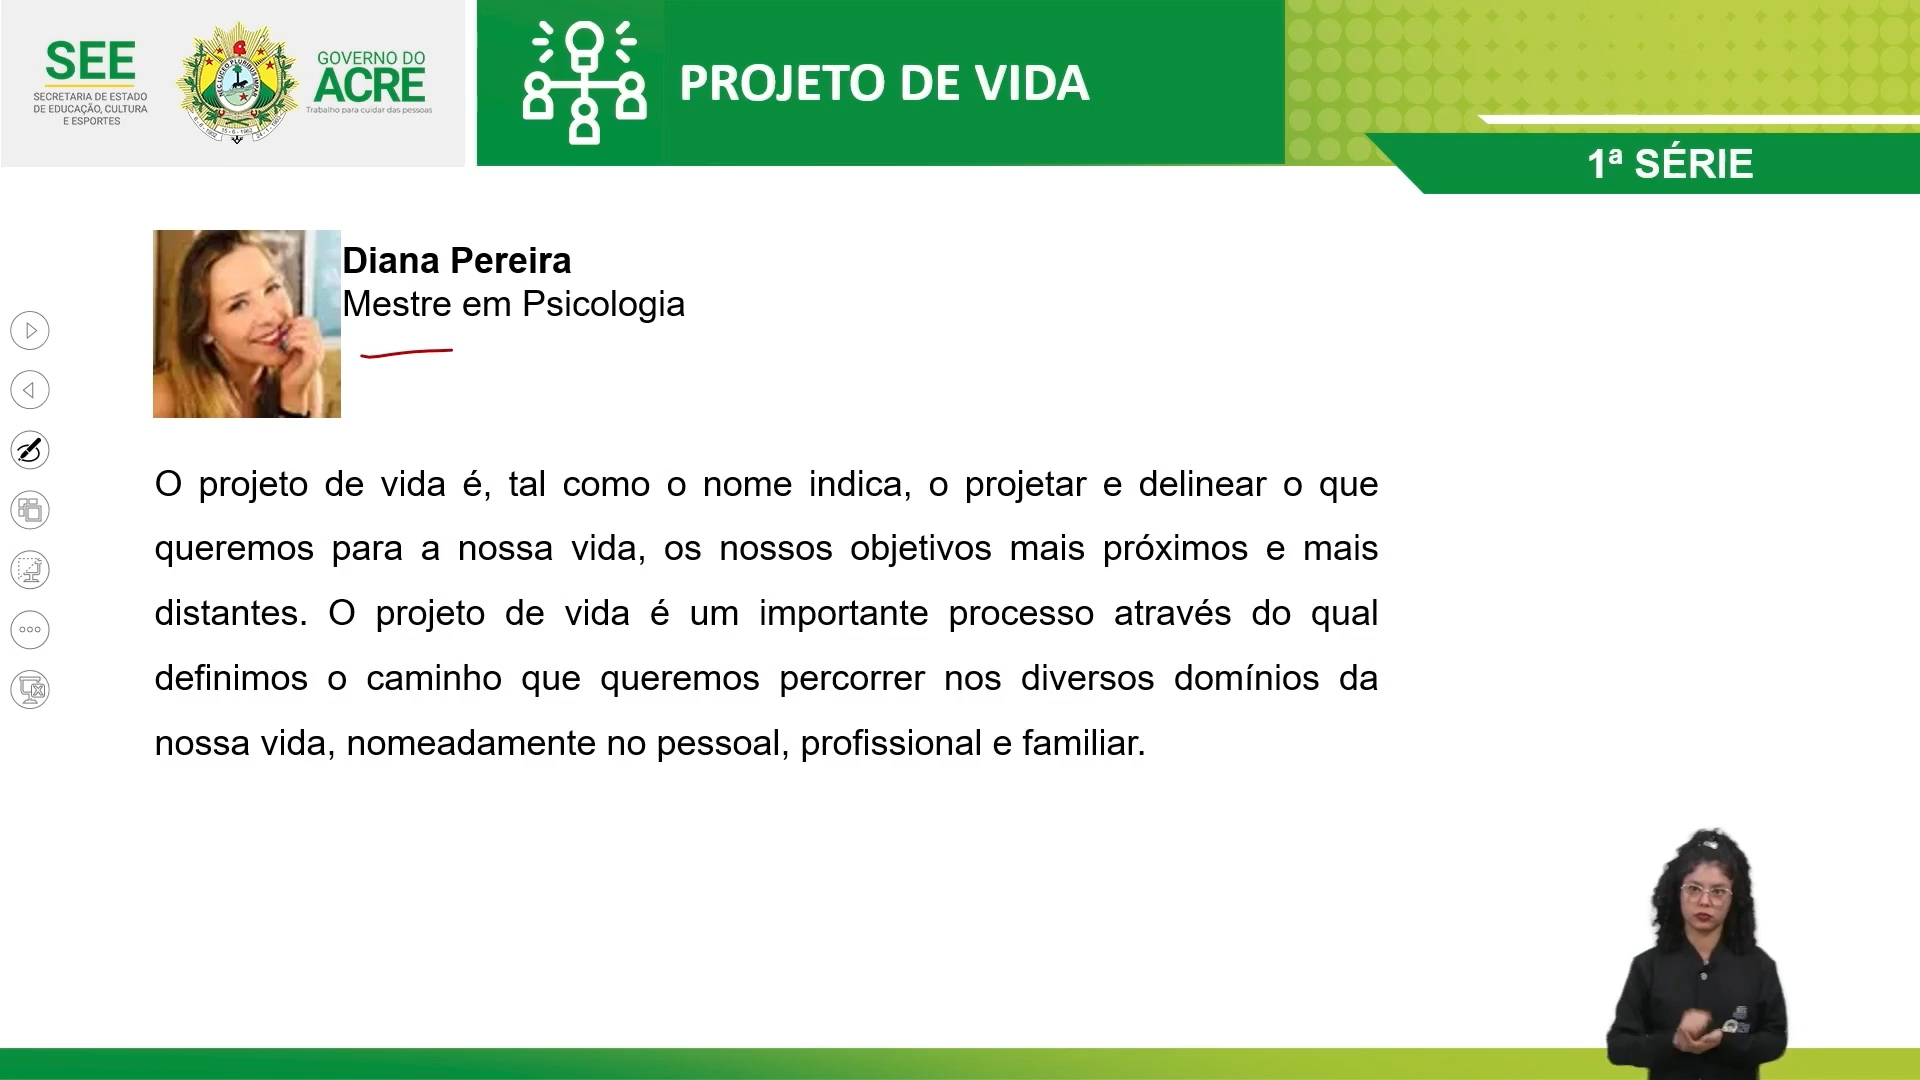 SEE
SECRETARIA DE ESTADO
DE EDUCAÇÃO, CULTURA
E ESPORTES
GOVERNO DO
ACRE
Trabalho para cuidar das pessoas
PROJETO DE VIDA
1ª SÉRIE
Diana Pereira
Mestre em Psicologia
O projeto de vida é, tal como o nome indica, o projetar e delinear o que
queremos para a nossa vida, os nossos objetivos mais próximos e mais
distantes. O projeto de vida é um importante processo através do qual
definimos o caminho que queremos percorrer nos diversos domínios da
nossa vida, nomeadamente no pessoal, profissional e familiar.